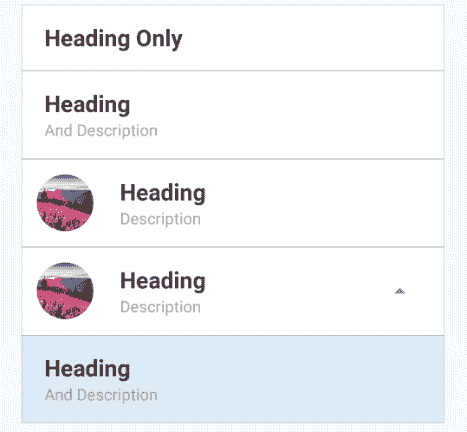 Heading Only
Heading
And Description
Heading
Description
Heading
Description
Heading
And Description